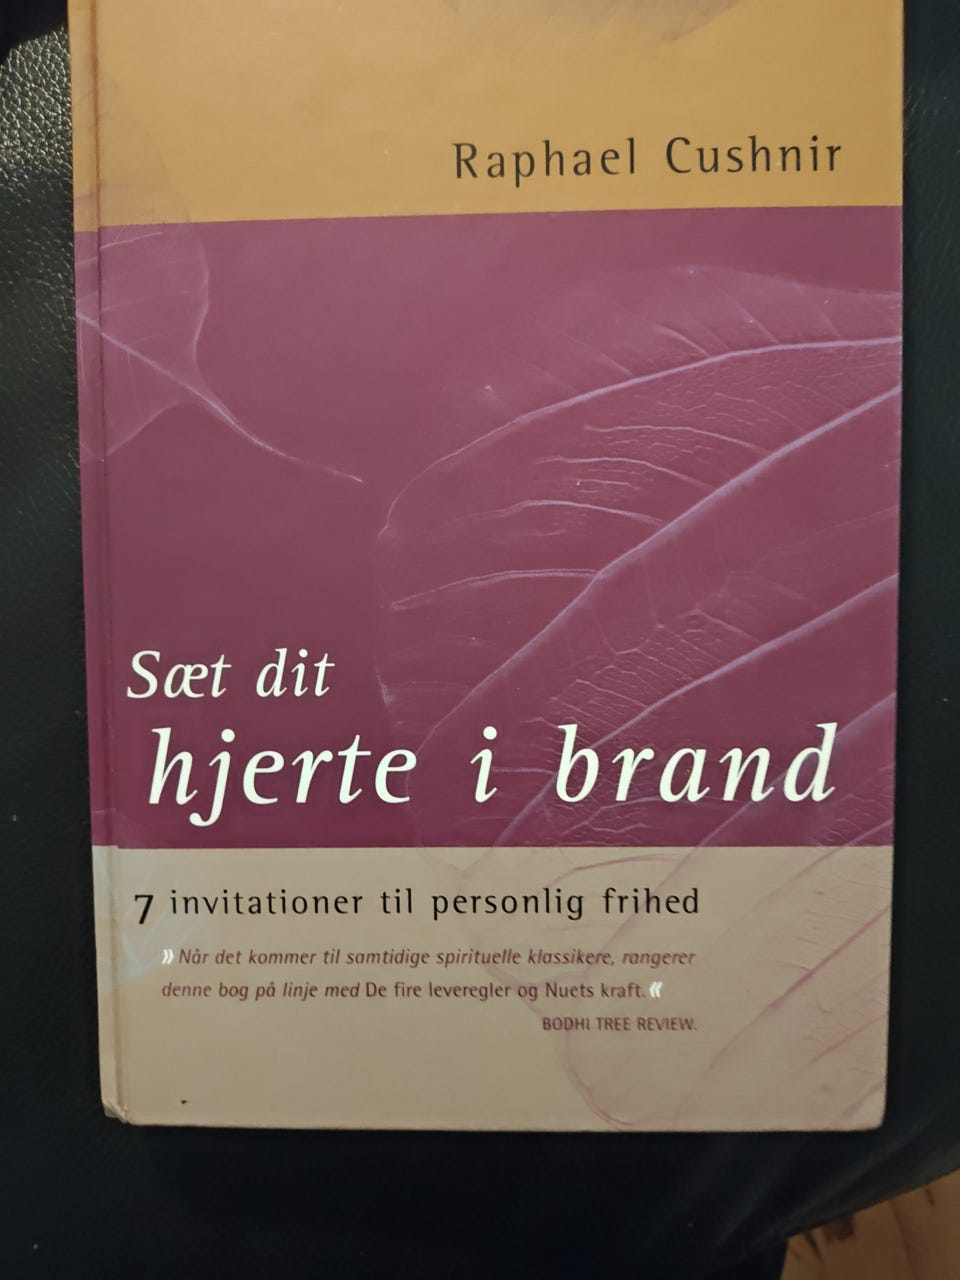 Raphael Cushnir
Sæt dit
hjerte i brand
7 invitationer til personlig frihed
» Når det kommer til samtidige spirituelle klassikere, rangerer
denne bog på linje med De fire leveregler og Nuets kraft. «
BODHI TREE REVIEW.